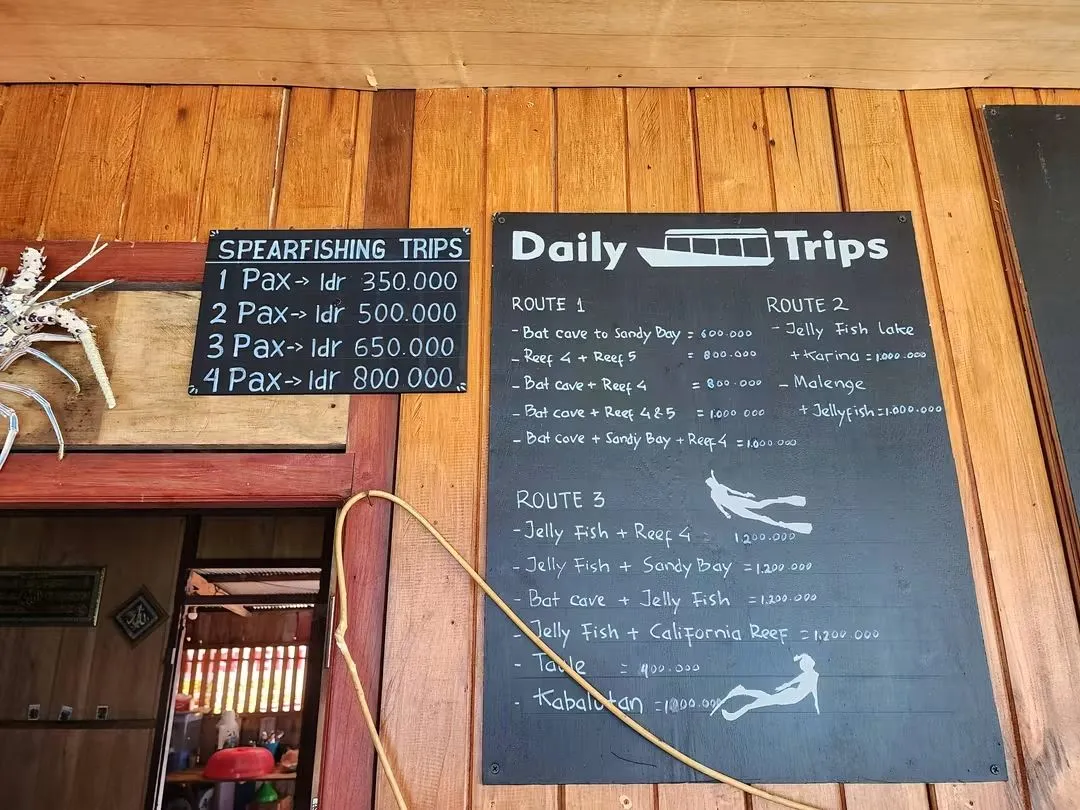 SPEARFISHING TRIPS
1 Pax -> Idr 350.000
2 Pax -> Idr 500.000
3 Pax -> Idr 650.000
4 Pax -> Idr 800.000
Daily Trips
ROUTE 1
- Bat cave to Sandy Bay = 600.000
- Reef 4 + Reef 5 = 800.000
- Bat cave + Reef 4 = 800.000
- Bat cave + Reef 4 & 5 = 1.000 000
- Bat cave + Sandy Bay + Reef 4 = 1.000.000
ROUTE 2
- Jelly Fish lake
+ Karina = 1.000.000
- Malenge
+ Jellyfish = 1.000.000
ROUTE 3
- Jelly Fish + Reef 4 = 1.200.000
- Jelly Fish + Sandy Bay = 1.200.000
- Bat cave + Jelly Fish = 1.200.000
- Jelly Fish + California Reef = 1.200.000
- = 400.000
- Kabalutan =